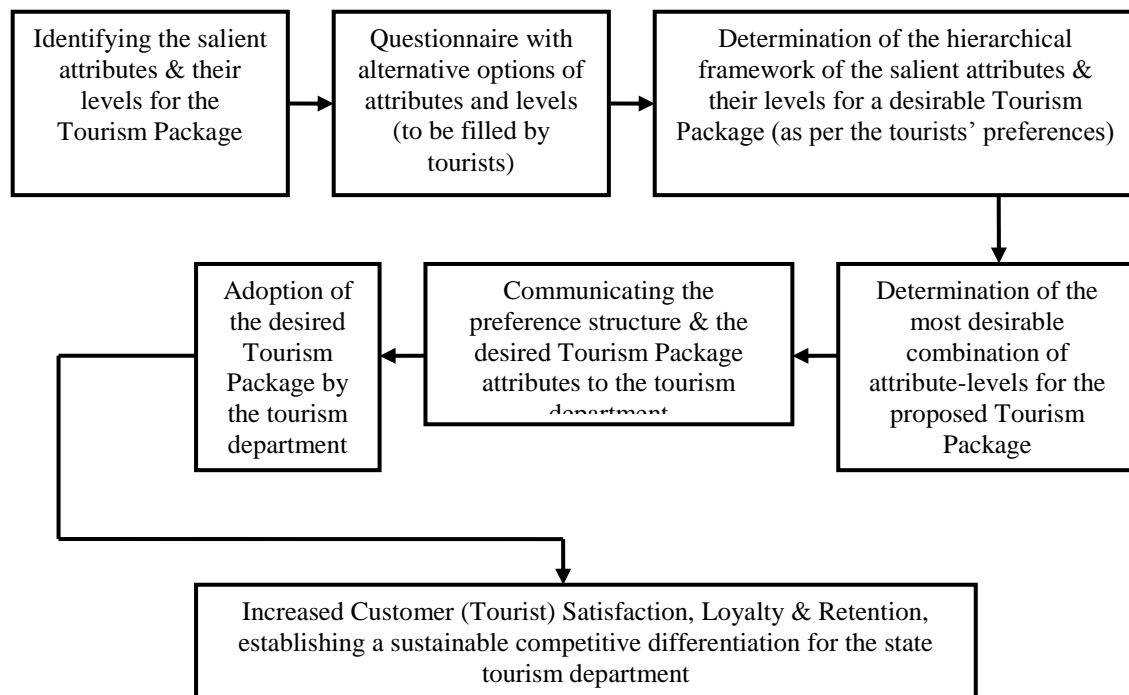 Identifying the salient
attributes & their
levels for the
Tourism Package
Questionnaire with
alternative options of
attributes and levels
(to be filled by
tourists)
Determination of the hierarchical
framework of the salient attributes &
their levels for a desirable Tourism
Package (as per the tourists’ preferences)
Determination of the
most desirable
combination of
attribute-levels for the
proposed Tourism
Package
Communicating the
preference structure & the
desired Tourism Package
attributes to the tourism
department
Adoption of
the desired
Tourism
Package by
the tourism
department
Increased Customer (Tourist) Satisfaction, Loyalty & Retention,
establishing a sustainable competitive differentiation for the state
tourism department